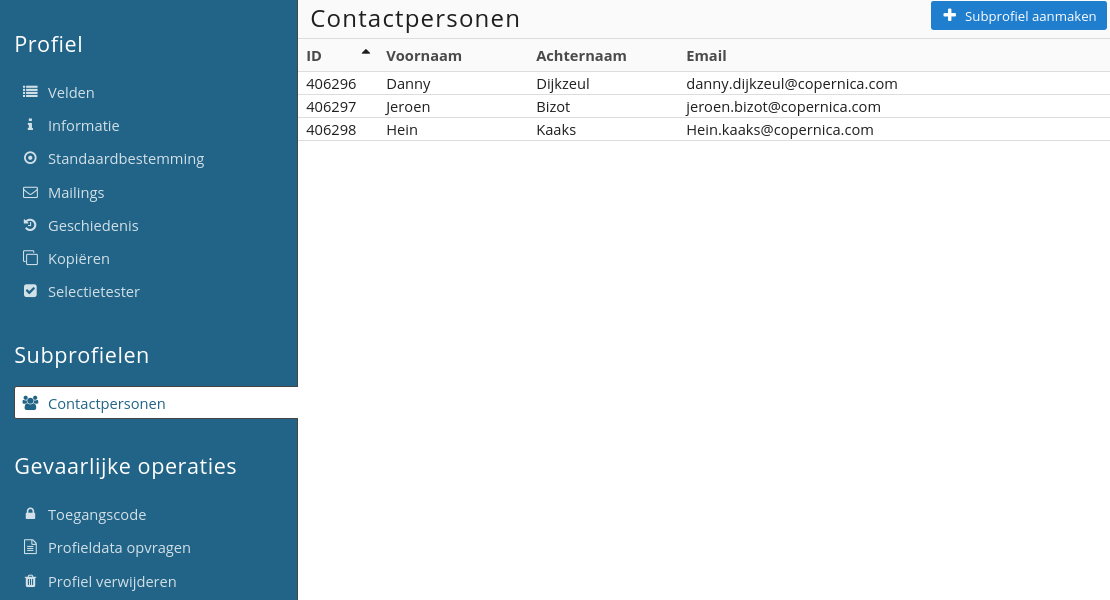 Profiel
Velden
Informatie
Standaardbestemming
Mailings
Geschiedenis
Kopiëren
Selectietester
Subprofielen
Contactpersonen
Gevaarlijke operaties
Toegangscode
Profieldata opvragen
Profiel verwijderen
Contactpersonen
Subprofiel aanmaken
ID Voornaam Achternaam Email
406296 Danny Dijkzeul danny.dijkzeul@copernica.com
406297 Jeroen Bizot jeroen.bizot@copernica.com
406298 Hein Kaaks Hein.kaaks@copernica.com